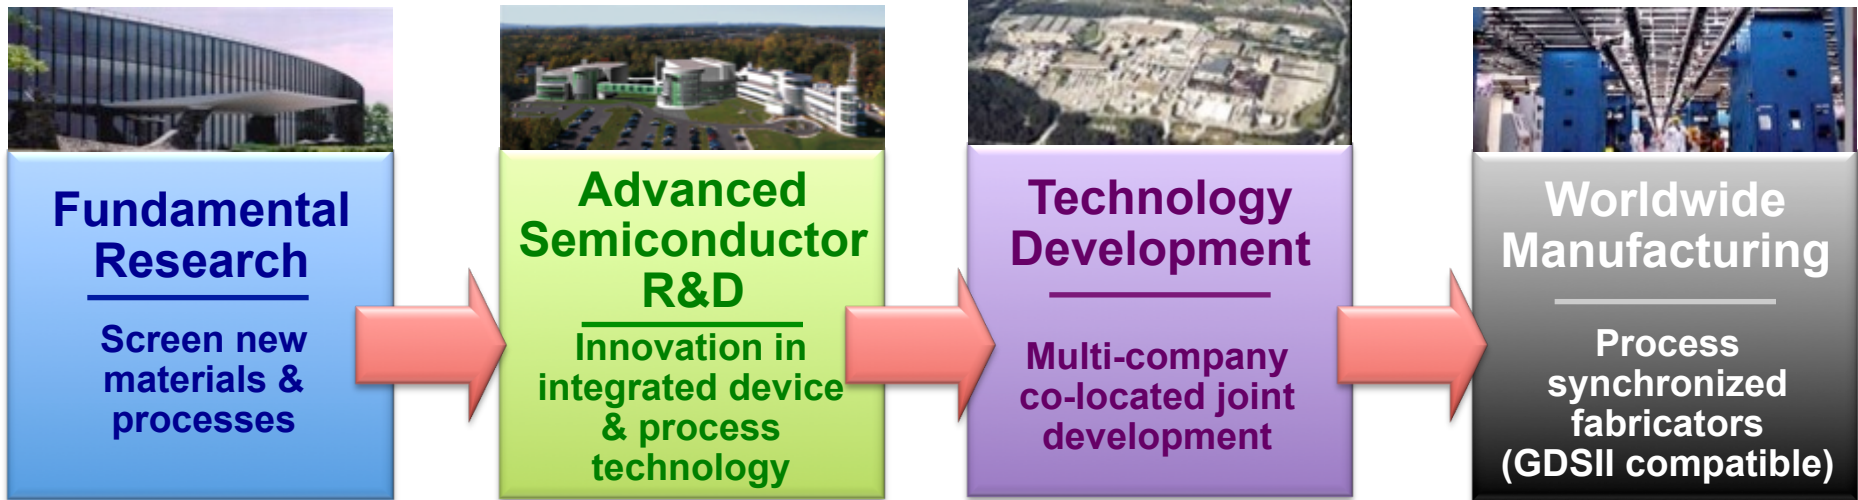 Fundamental
Research
Screen new
materials &
processes
Advanced
Semiconductor
R&D
Innovation in
integrated device
& process
technology
Technology
Development
Multi-company
co-located joint
development
Worldwide
Manufacturing
Process
synchronized
fabricators
(GDSII compatible)